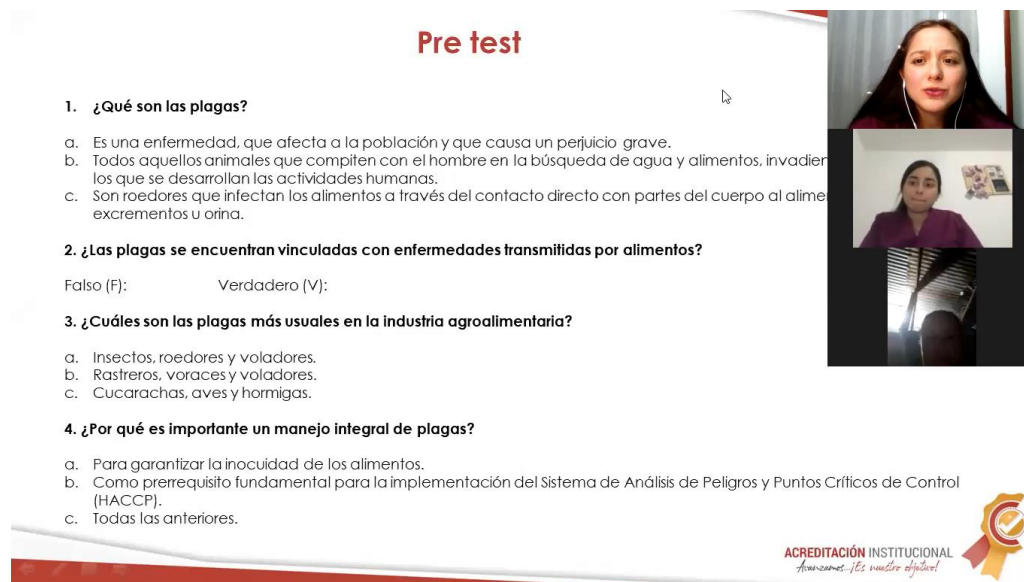 Pre test
1. ¿Qué son las plagas?
a. Es una enfermedad, que afecta a la población y que causa un perjuicio grave.
b. Todos aquellos animales que compiten con el hombre en la búsqueda de agua y alimentos, invadien
los que se desarrollan las actividades humanas.
c. Son roedores que infectan los alimentos a través del contacto directo con partes del cuerpo al alimen
excrementos u orina.
2. ¿Las plagas se encuentran vinculadas con enfermedades transmitidas por alimentos?
Falso (F): Verdadero (V):
3. ¿Cuáles son las plagas más usuales en la industria agroalimentaria?
a. Insectos, roedores y voladores.
b. Rastreros, voraces y voladores.
c. Cucarachas, aves y hormigas.
4. ¿Por qué es importante un manejo integral de plagas?
a. Para garantizar la inocuidad de los alimentos.
b. Como prerrequisito fundamental para la implementación del Sistema de Análisis de Peligros y Puntos Críticos de Control
(HACCP).
c. Todas las anteriores.
ACREDITACIÓN INSTITUCIONAL
Avanzamos...¡Es nuestro objetivo!